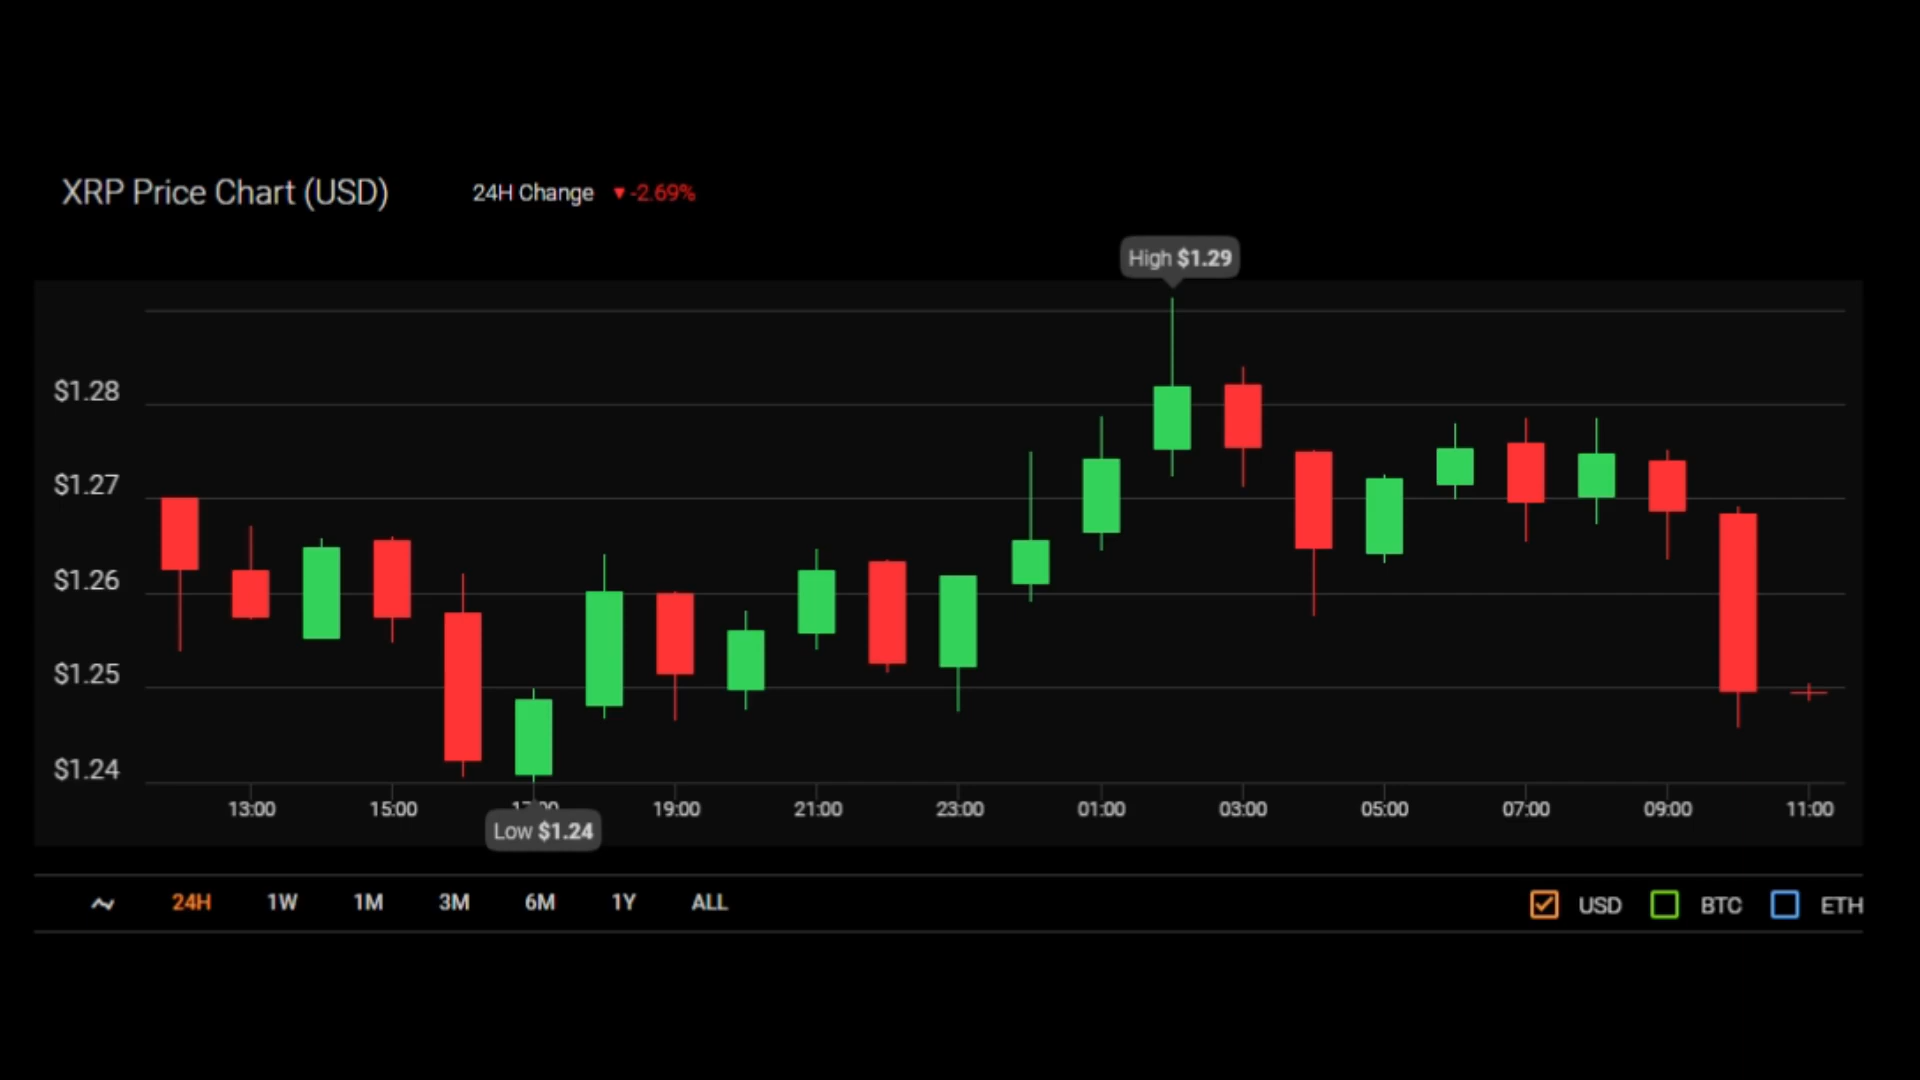 XRP Price Chart (USD) 24H Change ▼-2.69%
High $1.29
$1.28
$1.27
$1.26
$1.25
$1.24
13:00 15:00 17:00 19:00 21:00 23:00 01:00 03:00 05:00 07:00 09:00 11:00
Low $1.24
24H 1W 1M 3M 6M 1Y ALL USD BTC ETH